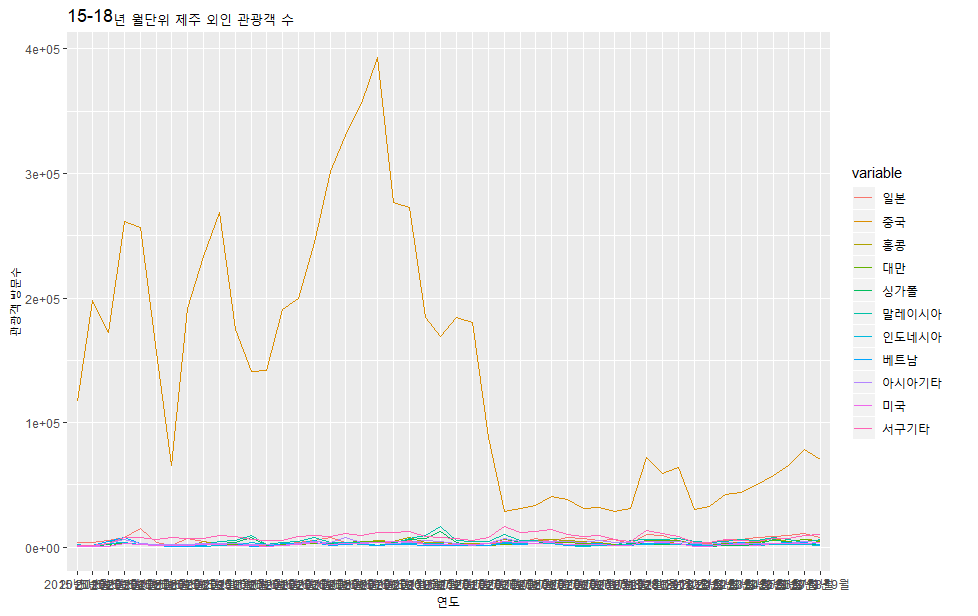 15-18년 월단위 제주 외인 관광객 수
관광객 방문수
4e+05
3e+05
2e+05
1e+05
0e+00
연도
variable
일본
중국
홍콩
대만
싱가폴
말레이시아
인도네시아
베트남
아시아기타
미국
서구기타